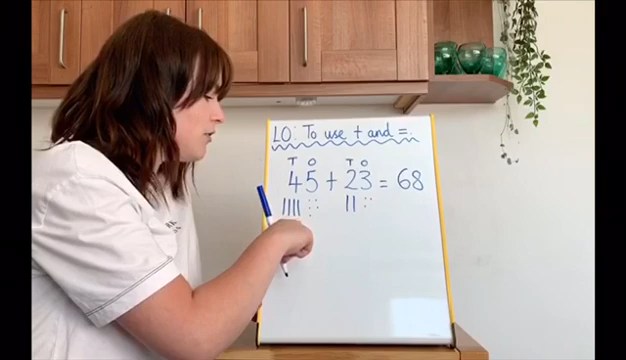 LO: To use + and =.
T O T O
45 + 23 = 68